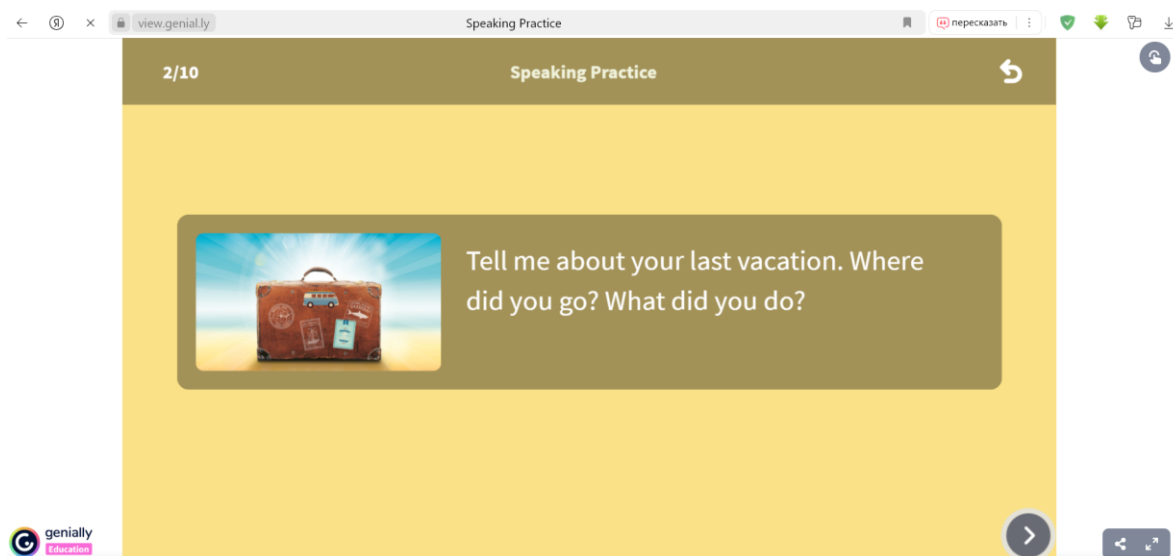 view.genial.ly
Speaking Practice
пересказать
2/10
Speaking Practice
Tell me about your last vacation. Where
did you go? What did you do?
genially
Education